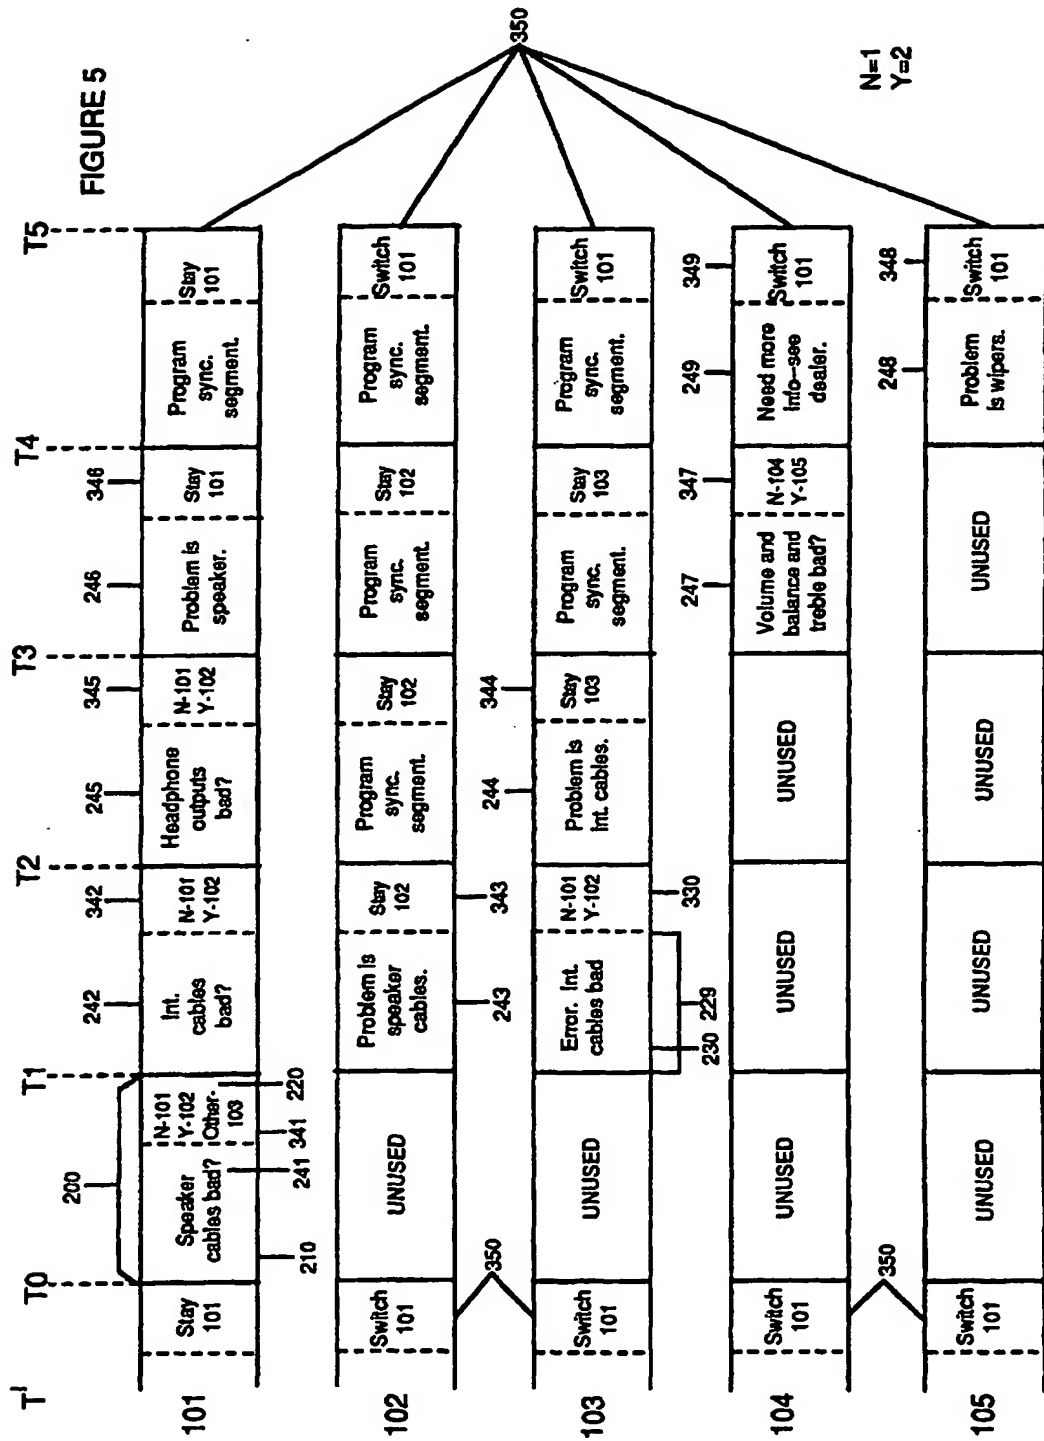 FIGURE 5
T'
T0
T1
T2
T3
T4
T5
200
242
342
245
345
246
346
101
Stay
101
Speaker
cables bad?
N-101
Y-102
Other-
103
Int.
cables
bad?
N-101
Y-102
Headphone
outputs
bad?
N-101
Y-102
Problem is
speaker.
Stay
101
Program
sync.
segment.
Stay
101
210
241
341
220
350
102
Switch
101
UNUSED
Problem is
speaker
cables.
Stay
102
Program
sync.
segment.
Stay
102
Program
sync.
segment.
Stay
102
Program
sync.
segment.
Switch
101
350
243
343
244
344
103
Switch
101
UNUSED
Error. Int.
cables bad
N-101
Y-102
Problem is
Int. cables.
Stay
103
Program
sync.
segment.
Stay
103
Program
sync.
segment.
Switch
101
230
229
330
247
347
249
349
104
Switch
101
UNUSED
UNUSED
UNUSED
Volume and
balance and
treble bad?
N-104
Y-105
Need more
info--see
dealer.
Switch
101
350
248
348
N=1
Y=2
105
Switch
101
UNUSED
UNUSED
UNUSED
UNUSED
Problem
is wipers.
Switch
101